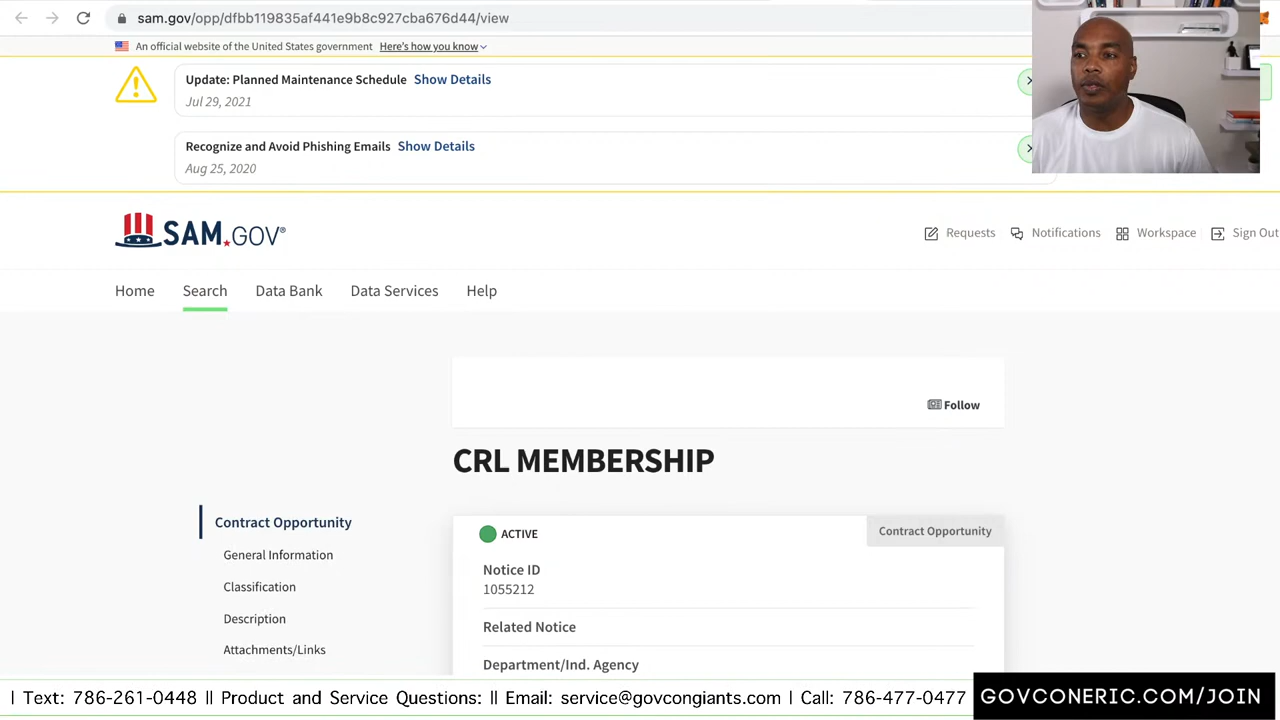 sam.gov/opp/dfbb119835af441e9b8c927cba676d44/view
An official website of the United States government Here's how you know
Update: Planned Maintenance Schedule Show Details
Jul 29, 2021
Recognize and Avoid Phishing Emails Show Details
Aug 25, 2020
SAM.GOV®
Requests Notifications Workspace Sign Out
Home Search Data Bank Data Services Help
Follow
CRL MEMBERSHIP
Contract Opportunity
General Information
Classification
Description
Attachments/Links
ACTIVE Contract Opportunity
Notice ID
1055212
Related Notice
Department/Ind. Agency
| Text: 786-261-0448 || Product and Service Questions: || Email: service@govcongiants.com | Call: 786-477-0477
GOVCONERIC.COM/JOIN